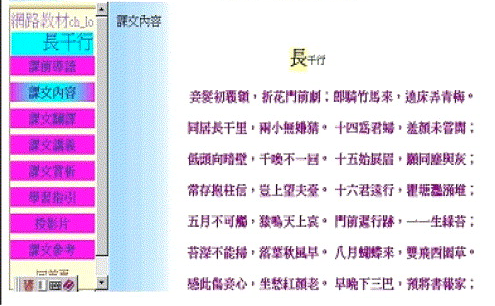 網路教材ch_lo
長干行
課前導讀
課文內容
課文翻譯
課文講義
課文賞析
學習指引
投影片
課文參考
課文內容
長干行
妾髮初覆額，折花門前劇；郎騎竹馬來，遶床弄青梅。
同居長干里，兩小無嫌猜。十四為君婦，羞顏未嘗開；
低頭向暗壁，千喚不一回。十五始展眉，願同塵與灰；
常存抱柱信，豈上望夫臺。十六君遠行，瞿塘灩澦堆；
五月不可觸，猿鳴天上哀。門前遲行跡，一一生綠苔；
苔深不能掃，落葉秋風早。八月蝴蝶來，雙飛西園草。
感此傷妾心，坐愁紅顏老。早晚下三巴，預將書報家；